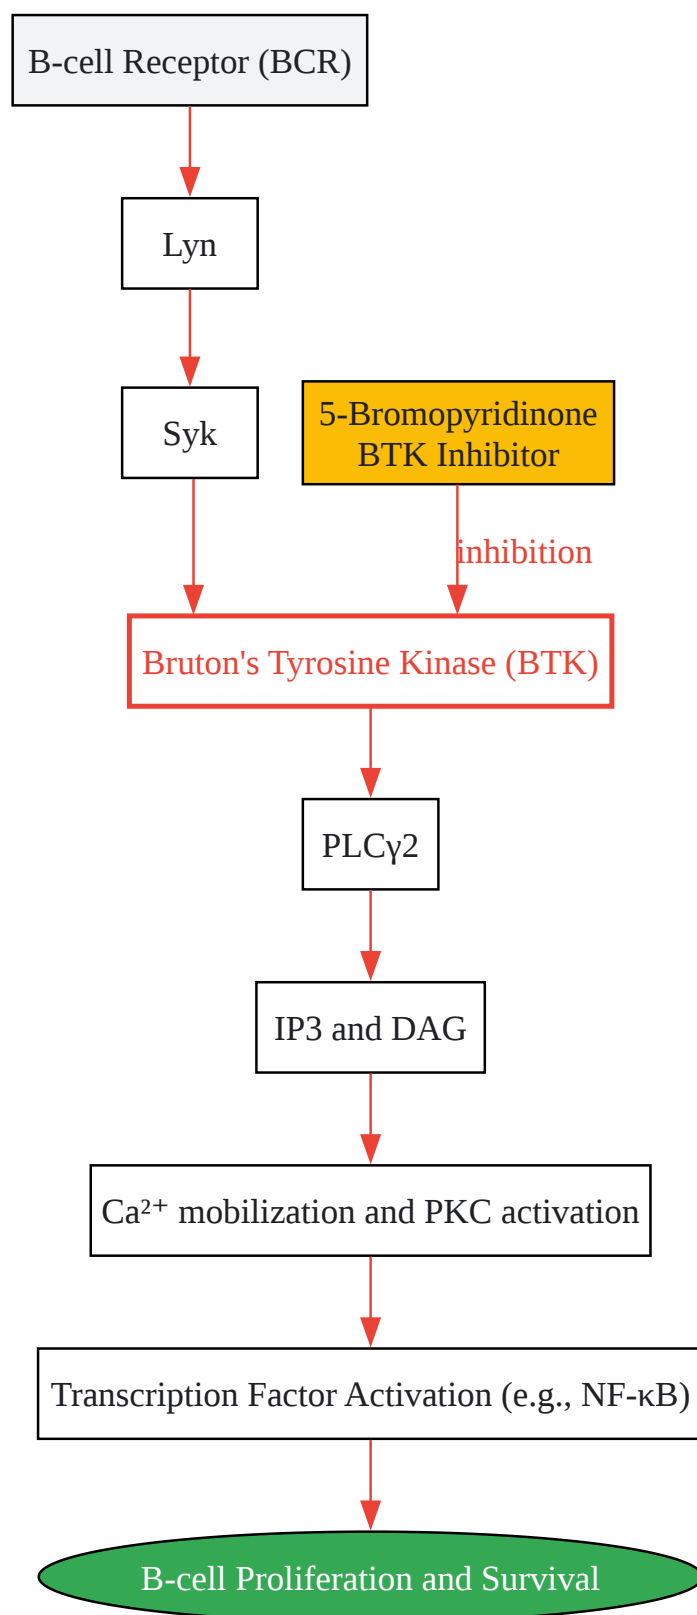 B-cell Receptor (BCR)
Lyn
Syk
5-Bromopyridinone
BTK Inhibitor
inhibition
Bruton's Tyrosine Kinase (BTK)
PLCγ2
IP3 and DAG
Ca²⁺ mobilization and PKC activation
Transcription Factor Activation (e.g., NF-κB)
B-cell Proliferation and Survival